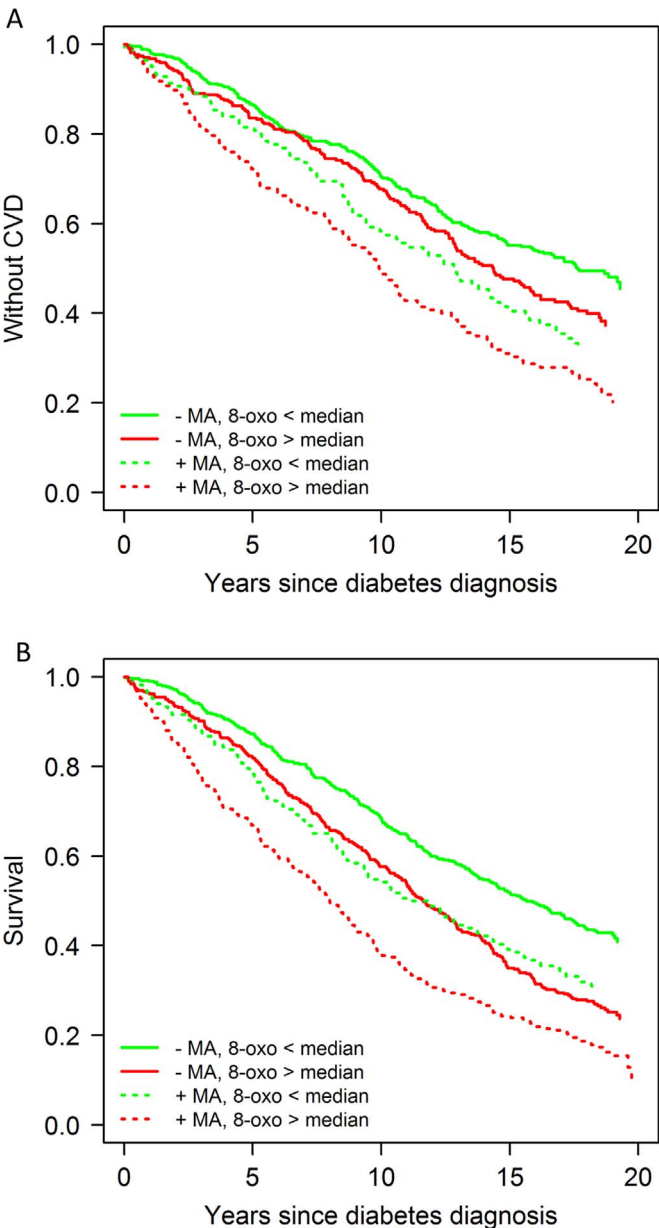 A
1.0
0.8
0.6
0.4
0.2
0.0
Without CVD
- MA, 8-oxo < median
- MA, 8-oxo > median
+ MA, 8-oxo < median
+ MA, 8-oxo > median
0 5 10 15 20
Years since diabetes diagnosis
B
1.0
0.8
0.6
0.4
0.2
0.0
Survival
- MA, 8-oxo < median
- MA, 8-oxo > median
+ MA, 8-oxo < median
+ MA, 8-oxo > median
0 5 10 15 20
Years since diabetes diagnosis